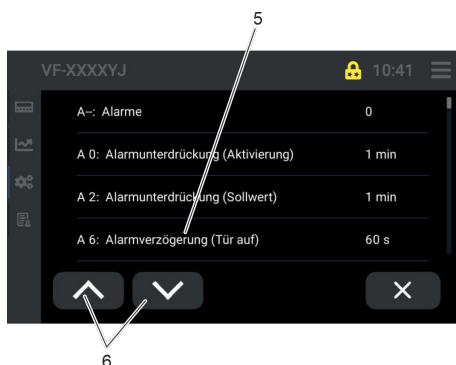 5
VF-XXXXYJ 10:41
A--: Alarme 0
A 0: Alarmunterdrückung (Aktivierung) 1 min
A 2: Alarmunterdrückung (Sollwert) 1 min
A 6: Alarmverzögerung (Tür auf) 60 s
6